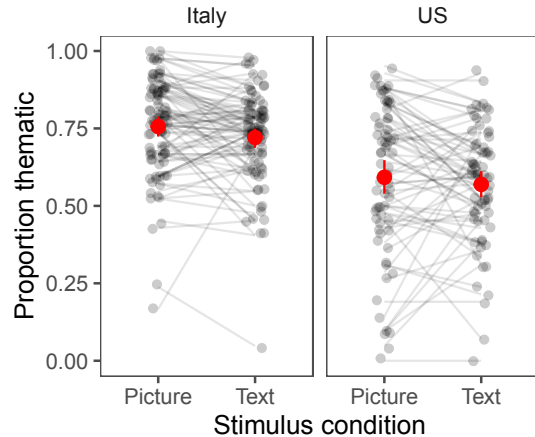 Italy US
Proportion thematic
1.00
0.75
0.50
0.25
0.00
Picture Text Picture Text
Stimulus condition